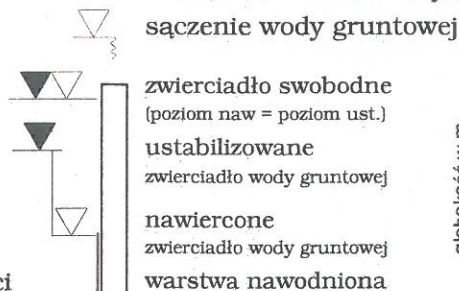 sączenie wody gruntowej
zwierciadło swobodne
(poziom naw = poziom ust.)
ustabilizowane
zwierciadło wody gruntowej
nawiercone
zwierciadło wody gruntowej
ci
warstwa nawodniona